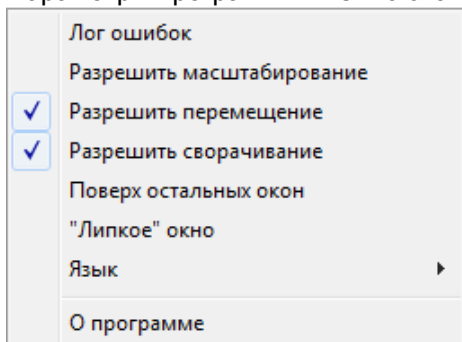 Лог ошибок
Разрешить масштабирование
Разрешить перемещение
Разрешить сворачивание
Поверх остальных окон
"Липкое" окно
Язык
О программе